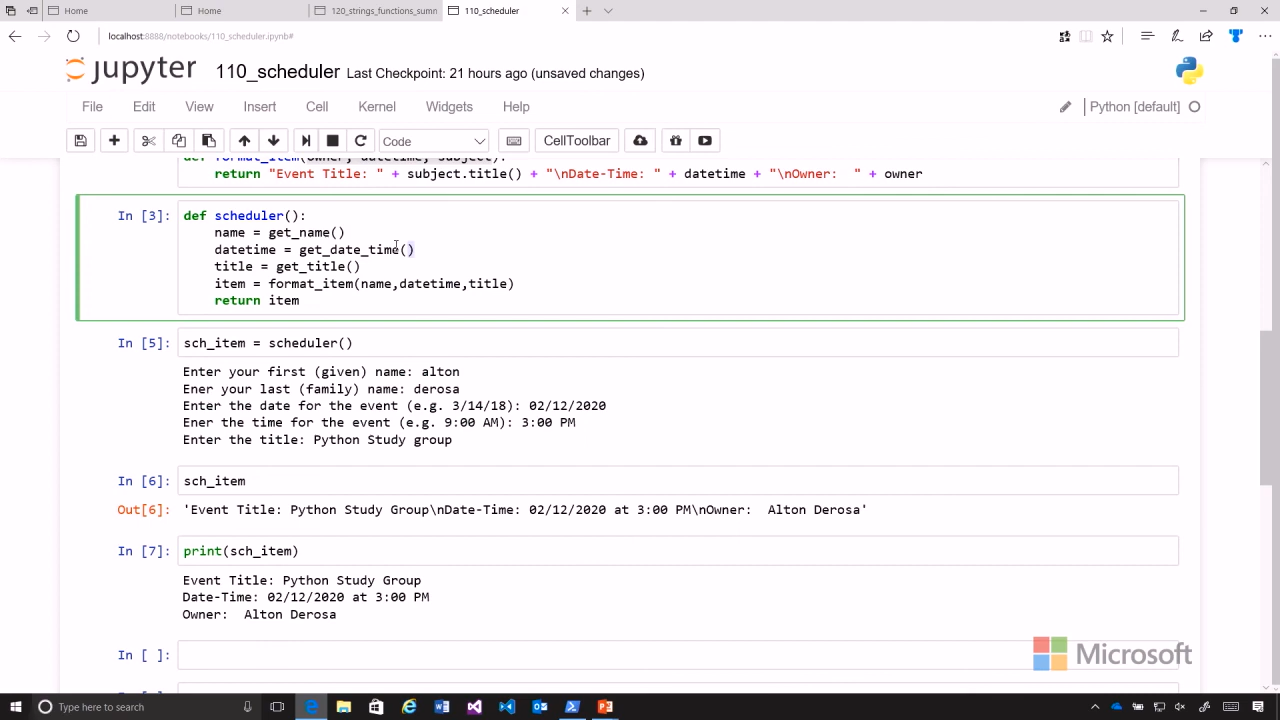 Home
Home
120_strings_functions_sumn
110_scheduler
localhost:8888/notebooks/110_scheduler.ipynb#
jupyter 110_scheduler Last Checkpoint: 21 hours ago (unsaved changes)
File Edit View Insert Cell Kernel Widgets Help
Python [default]
Code
CellToolbar
def format_item(owner, datetime, subject):
return "Event Title: " + subject.title() + "\nDate-Time: " + datetime + "\nOwner:  " + owner
In [3]: def scheduler():
name = get_name()
datetime = get_date_time()
title = get_title()
item = format_item(name,datetime,title)
return item
In [5]: sch_item = scheduler()
Enter your first (given) name: alton
Ener your last (family) name: derosa
Enter the date for the event (e.g. 3/14/18): 02/12/2020
Ener the time for the event (e.g. 9:00 AM): 3:00 PM
Enter the title: Python Study group
In [6]: sch_item
Out[6]: 'Event Title: Python Study Group\nDate-Time: 02/12/2020 at 3:00 PM\nOwner:  Alton Derosa'
In [7]: print(sch_item)
Event Title: Python Study Group
Date-Time: 02/12/2020 at 3:00 PM
Owner:  Alton Derosa
In [ ]:
Microsoft
Type here to search